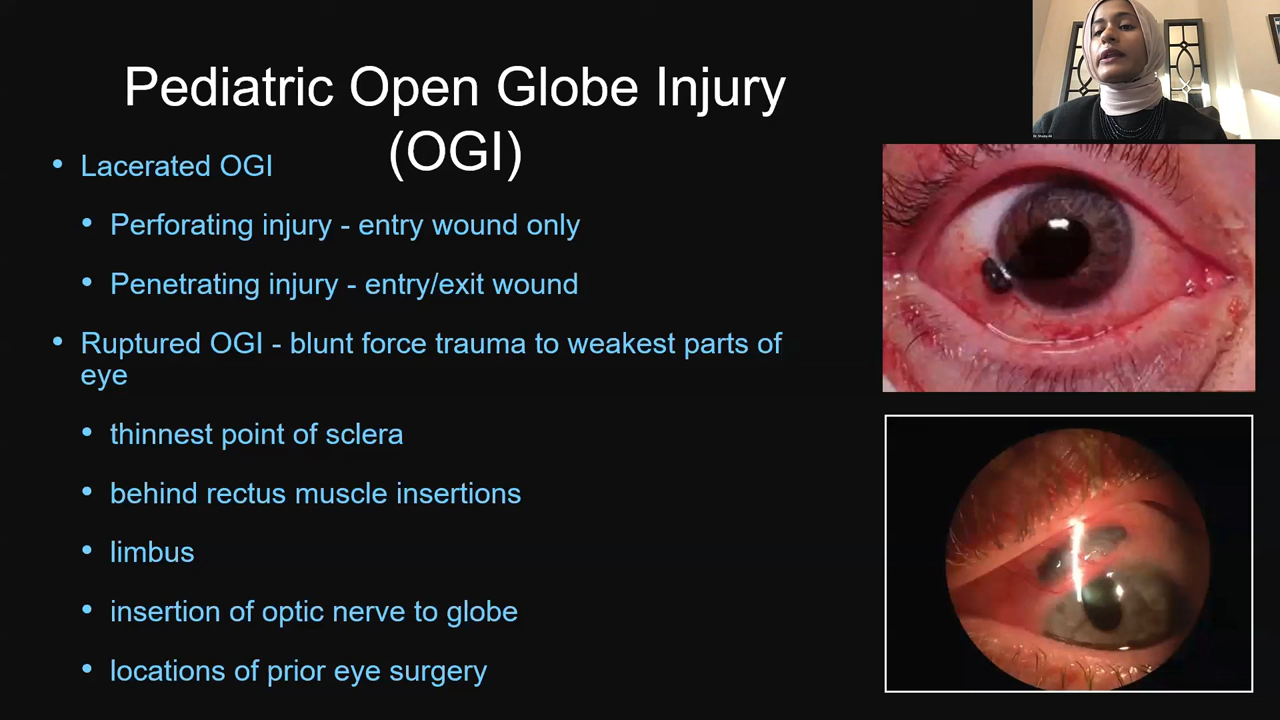 Pediatric Open Globe Injury
(OGI)
• Lacerated OGI
• Perforating injury - entry wound only
• Penetrating injury - entry/exit wound
• Ruptured OGI - blunt force trauma to weakest parts of
eye
• thinnest point of sclera
• behind rectus muscle insertions
• limbus
• insertion of optic nerve to globe
• locations of prior eye surgery